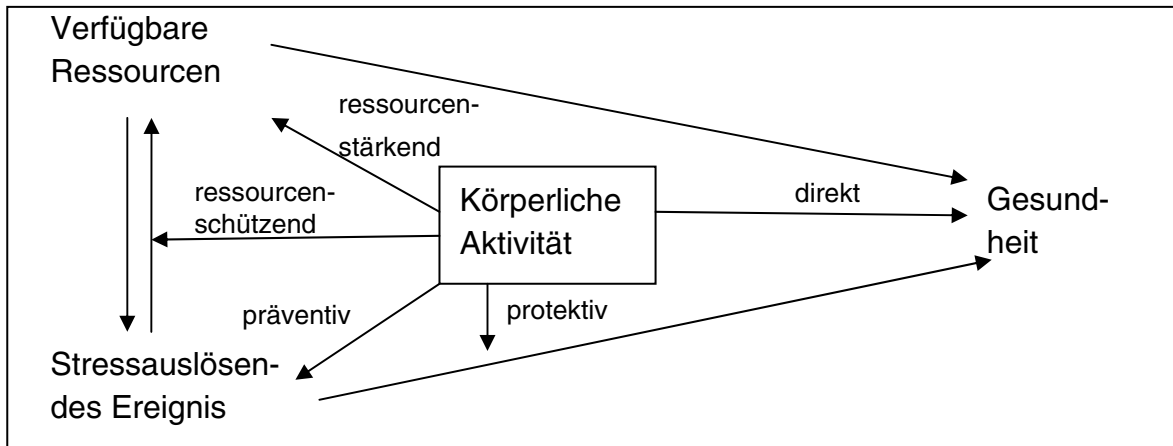 Verfügbare
Ressourcen
ressourcen-
stärkend
ressourcen-
schützend
Körperliche
Aktivität
direkt
Gesund-
heit
präventiv
protektiv
Stressauslösen-
des Ereignis